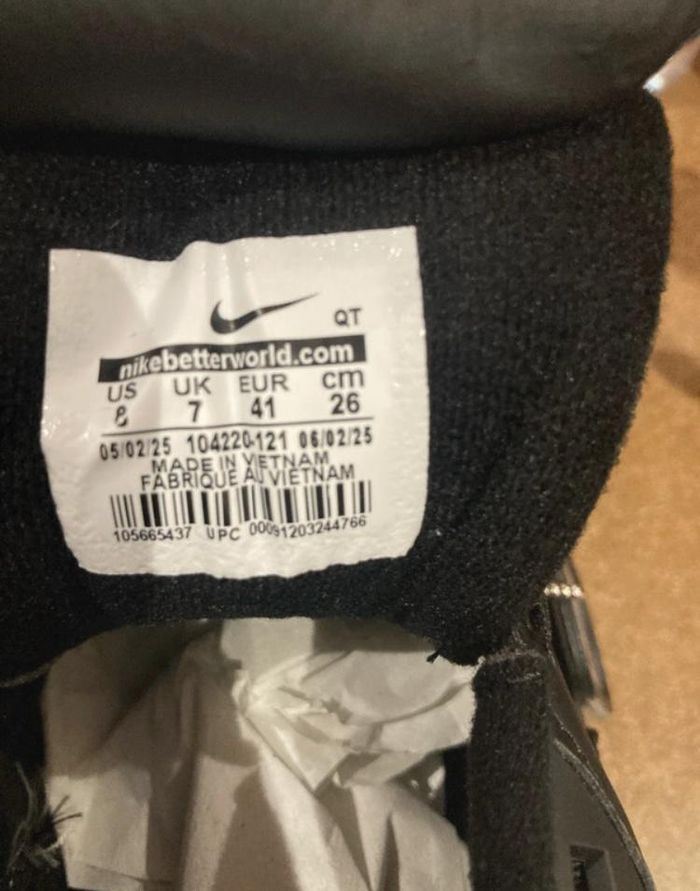 QT
nikebetterworld.com
US UK EUR cm
8 7 41 26
05/02/25 104220-121 06/02/25
MADE IN VIETNAM
FABRIQUE AU VIETNAM
105665437 UPC 00091203244766